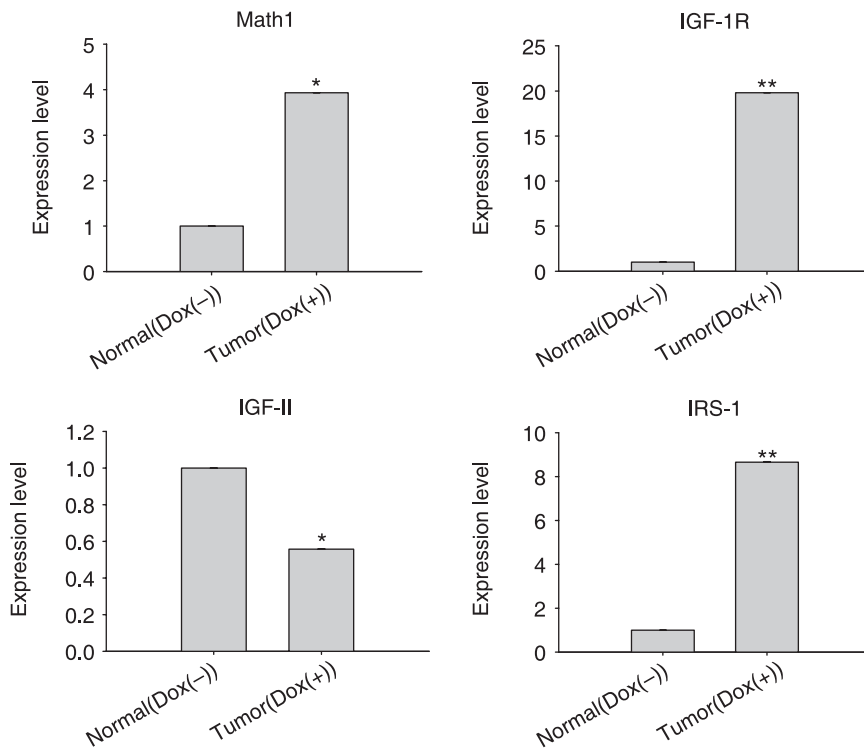 Math1
Expression level
5
4
3
2
1
0
*
Normal(Dox(–))
Tumor(Dox(+))
IGF-1R
Expression level
25
20
15
10
5
0
**
Normal(Dox(–))
Tumor(Dox(+))
IGF-II
Expression level
1.2
1.0
0.8
0.6
0.4
0.2
0.0
*
Normal(Dox(–))
Tumor(Dox(+))
IRS-1
Expression level
10
8
6
4
2
0
**
Normal(Dox(–))
Tumor(Dox(+))